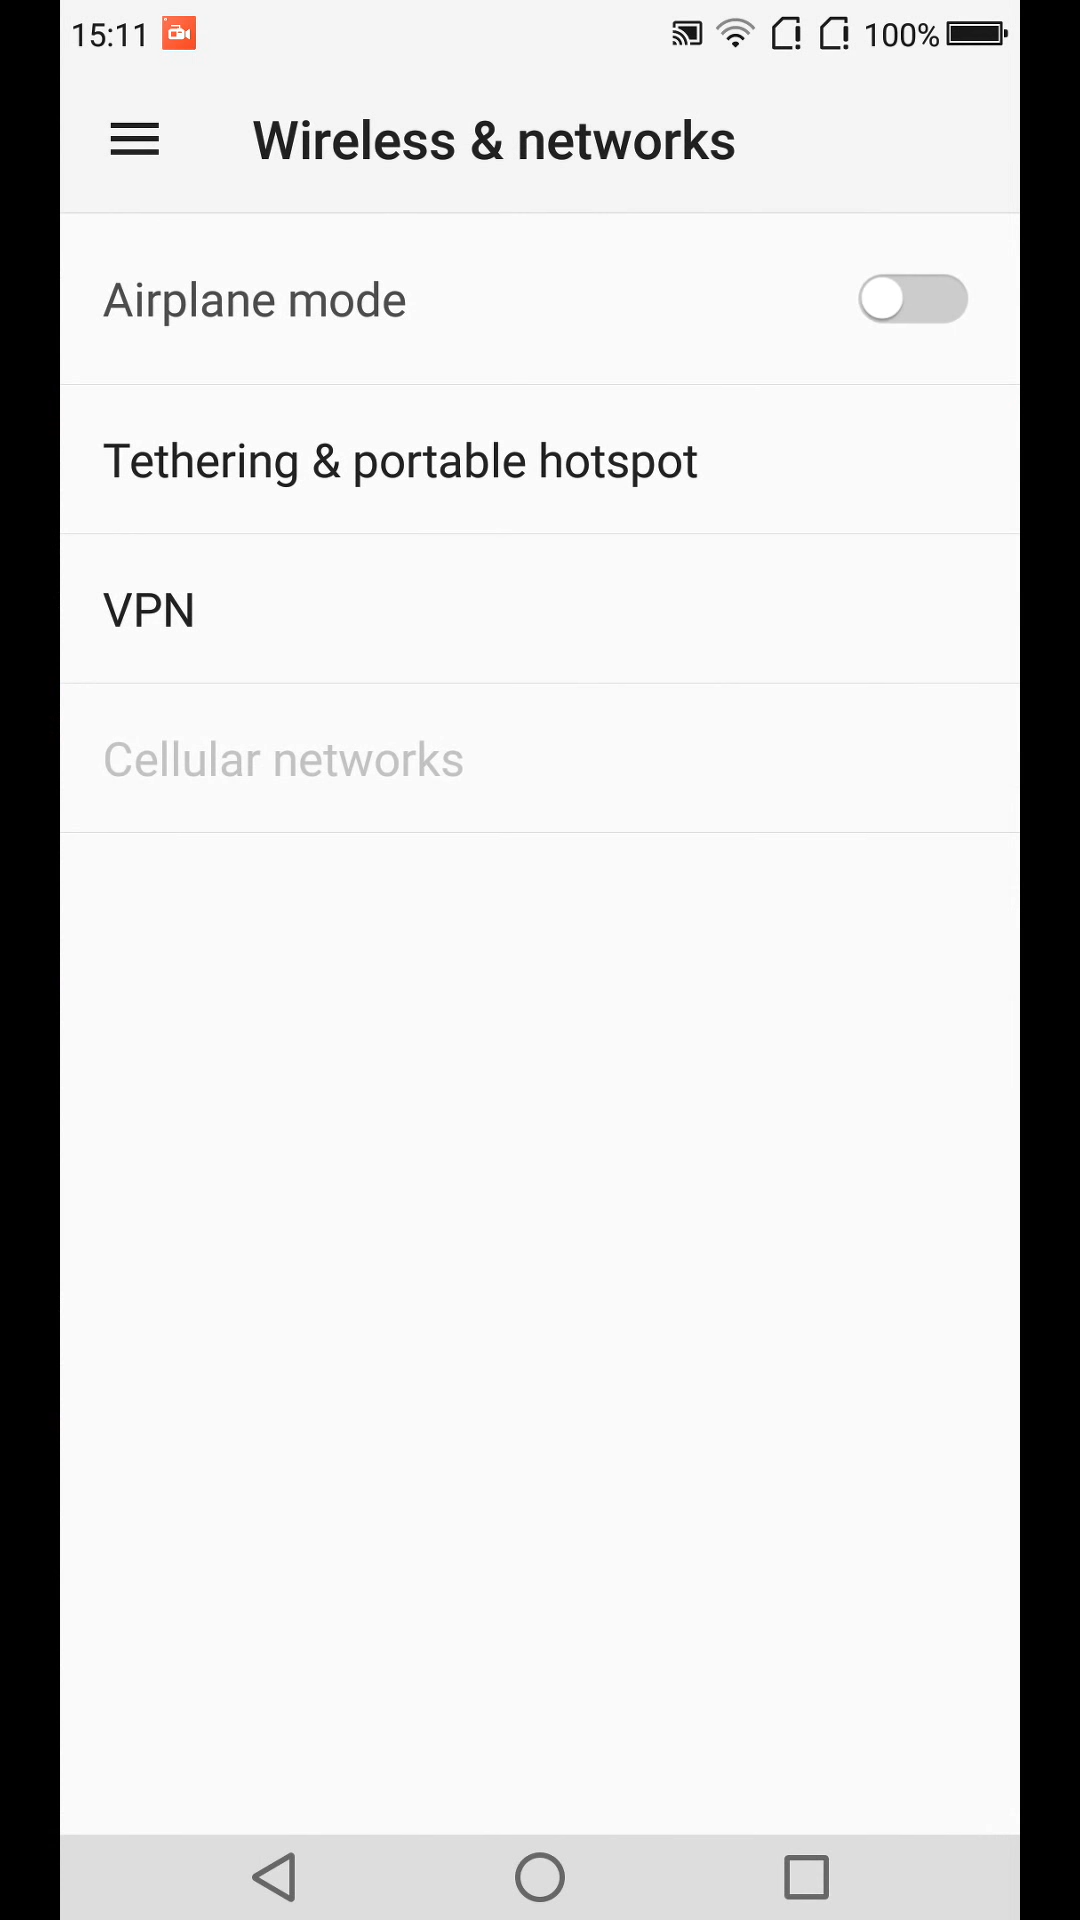 15:11 100%
Wireless & networks
Airplane mode
Tethering & portable hotspot
VPN
Cellular networks